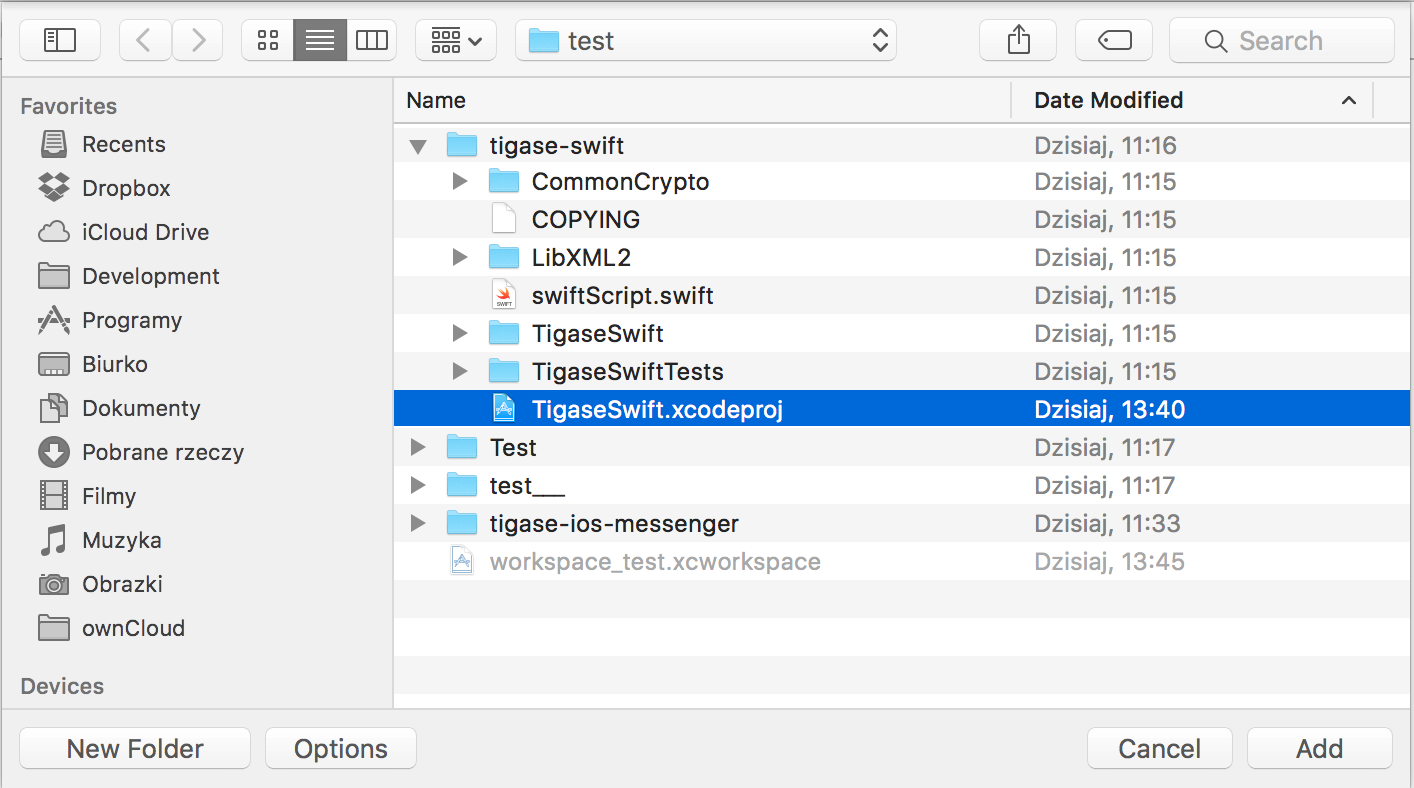 test
Search
Favorites
Recents
Dropbox
iCloud Drive
Development
Programy
Biurko
Dokumenty
Pobrane rzeczy
Filmy
Muzyka
Obrazki
ownCloud
Devices
Name Date Modified
tigase-swift Dzisiaj, 11:16
CommonCrypto Dzisiaj, 11:15
COPYING Dzisiaj, 11:15
LibXML2 Dzisiaj, 11:15
SWIFT swiftScript.swift Dzisiaj, 11:15
TigaseSwift Dzisiaj, 11:15
TigaseSwiftTests Dzisiaj, 11:15
TigaseSwift.xcodeproj Dzisiaj, 13:40
Test Dzisiaj, 11:17
test___ Dzisiaj, 11:17
tigase-ios-messenger Dzisiaj, 11:33
workspace_test.xcworkspace Dzisiaj, 13:45
New Folder Options Cancel Add